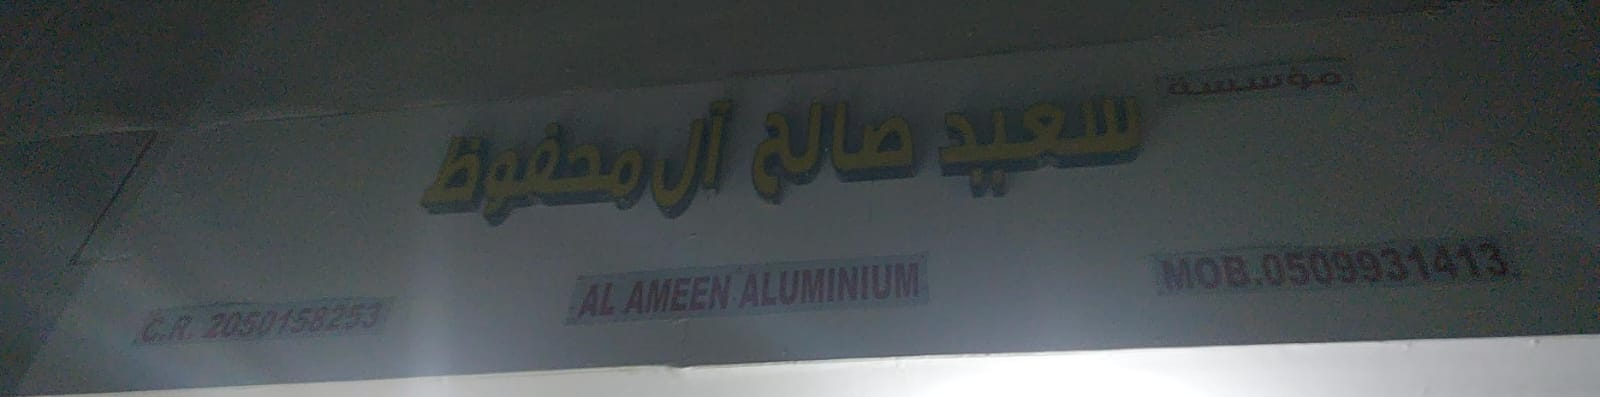 مؤسسة
سعيد صالح آل محفوظ
C.R. 2050158253 AL AMEEN ALUMINIUM MOB.0509931413